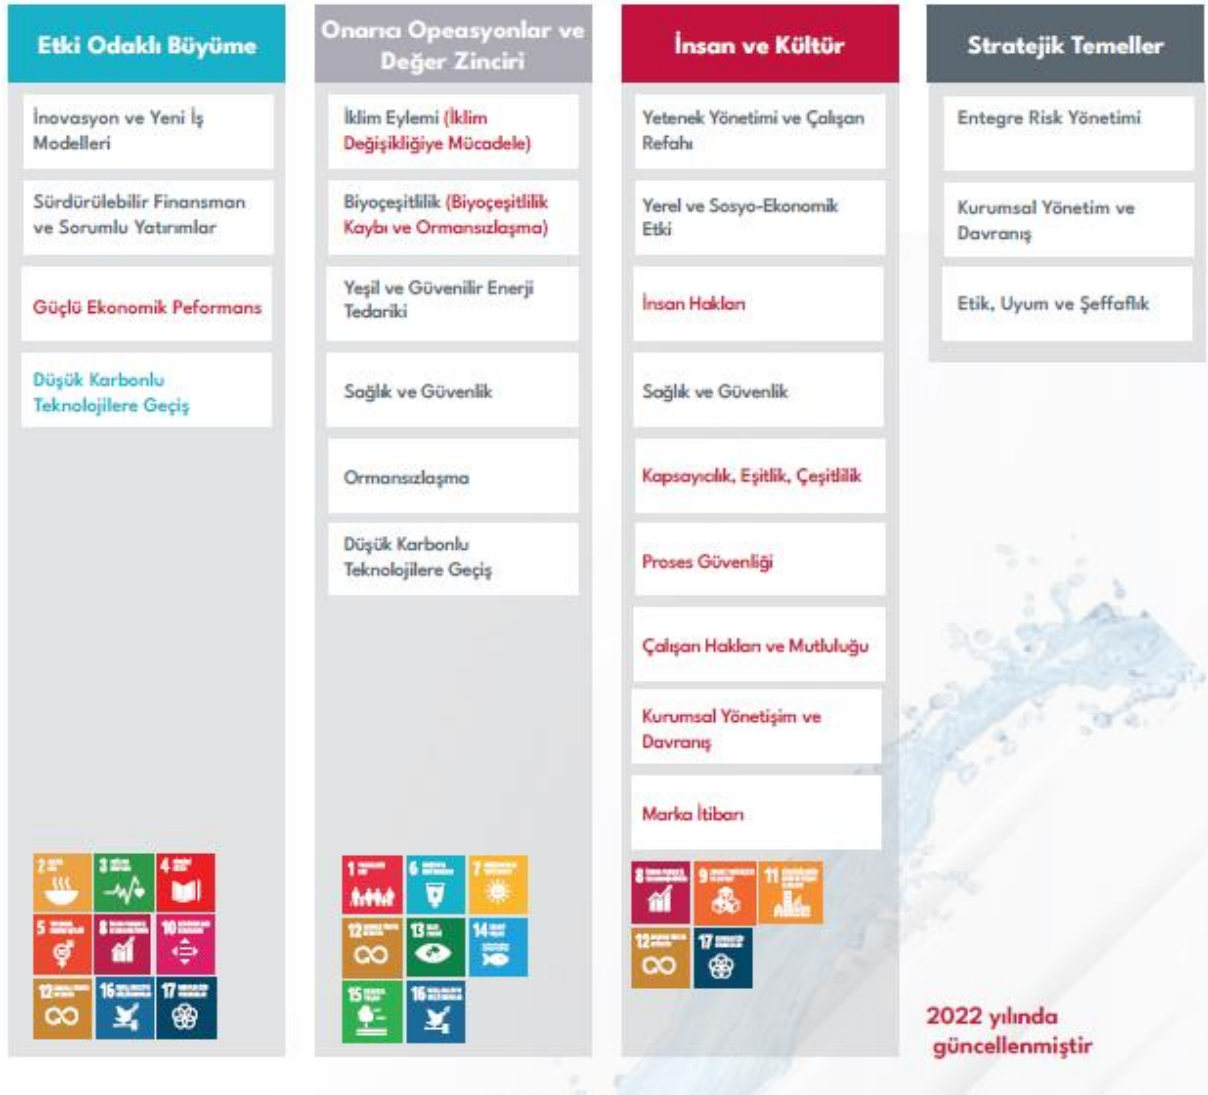 Etki Odaklı Büyüme
İnovasyon ve Yeni İş
Modelleri
Sürdürülebilir Finansman
ve Sorumlu Yatırımlar
Güçlü Ekonomik Peformans
Düşük Karbonlu
Teknolojilere Geçiş
2
3
4
5
8
10
12
16
17
Onarıcı Opeasyonlar ve
Değer Zinciri
İklim Eylemi (İklim
Değişikliğiye Mücadele)
Biyoçeşitlilik (Biyoçeşitlilik
Kaybı ve Ormansızlaşma)
Yeşil ve Güvenilir Enerji
Tedariki
Sağlık ve Güvenlik
Ormansızlaşma
Düşük Karbonlu
Teknolojilere Geçiş
1
6
7
12
13
14
15
16
İnsan ve Kültür
Yetenek Yönetimi ve Çalışan
Refahı
Yerel ve Sosyo-Ekonomik
Etki
İnsan Hakları
Sağlık ve Güvenlik
Kapsayıcılık, Eşitlik, Çeşitlilik
Proses Güvenliği
Çalışan Hakları ve Mutluluğu
Kurumsal Yönetişim ve
Davranış
Marka İtibarı
8
9
11
12
17
Stratejik Temeller
Entegre Risk Yönetimi
Kurumsal Yönetim ve
Davranış
Etik, Uyum ve Şeffaflık
2022 yılında
güncellenmiştir